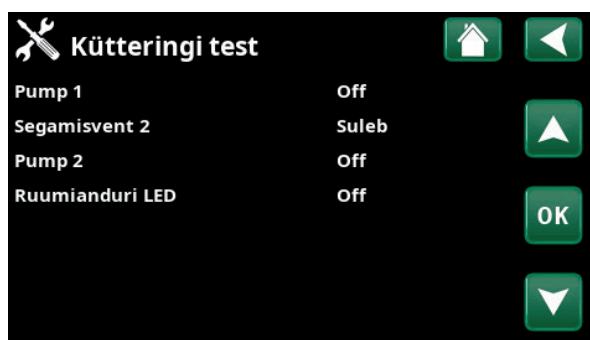 Kütteringi test
Pump 1 Off
Segamisvent 2 Suleb
Pump 2 Off
Ruumianduri LED Off
OK